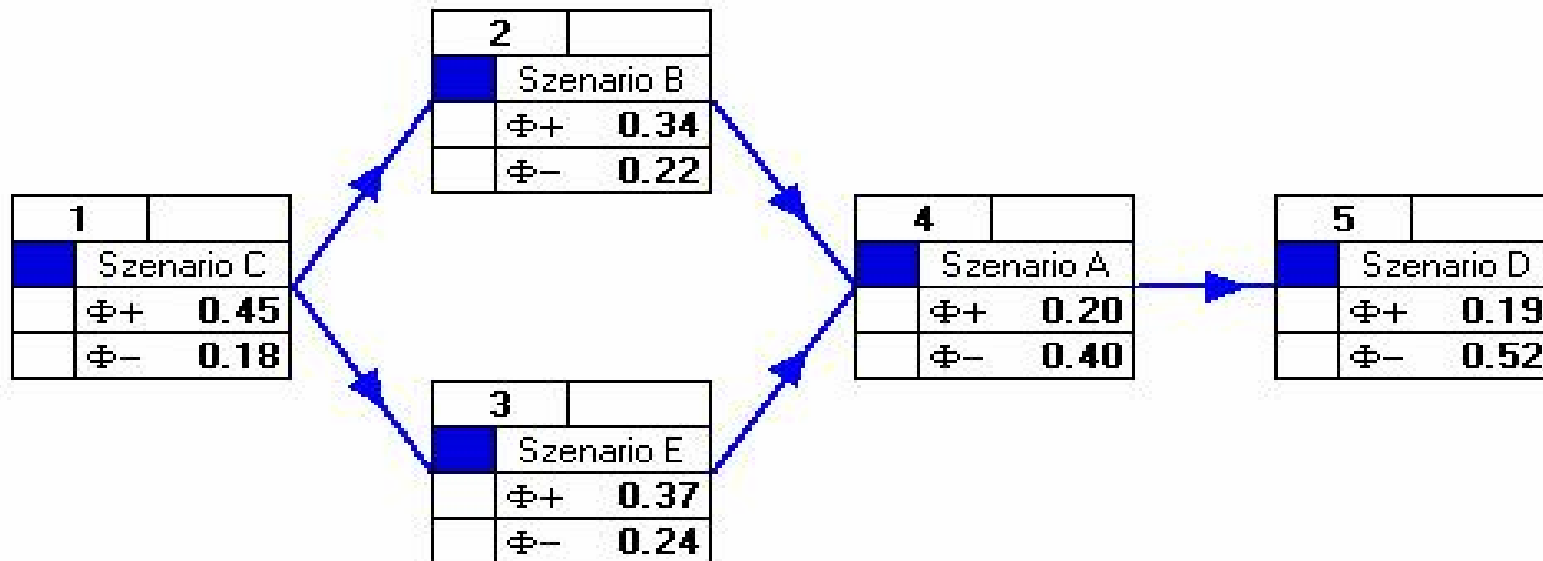 2
Szenario B
Φ+ 0.34
Φ− 0.22
1
Szenario C
Φ+ 0.45
Φ− 0.18
3
Szenario E
Φ+ 0.37
Φ− 0.24
4
Szenario A
Φ+ 0.20
Φ− 0.40
5
Szenario D
Φ+ 0.19
Φ− 0.52